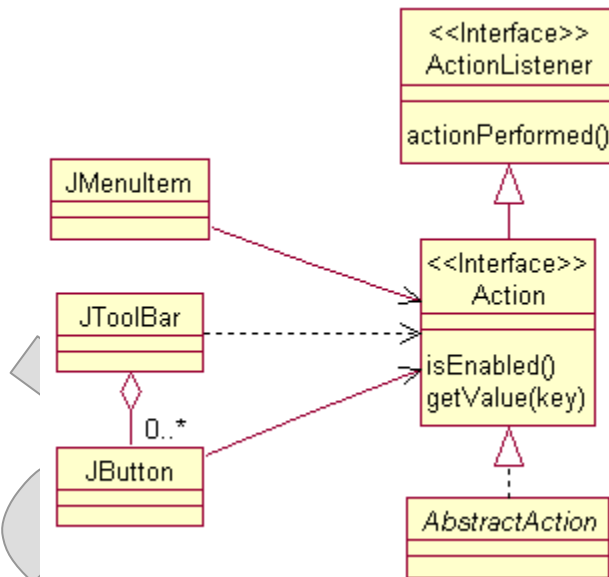 <<Interface>>
ActionListener
actionPerformed()
JMenuItem
<<Interface>>
Action
JToolBar
isEnabled()
getValue(key)
0..*
JButton
AbstractAction